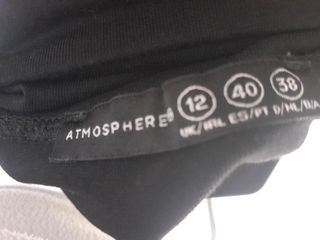 ATMOSPHERE®
12 40 38
UK/IRL ES/PT D/NL/B/A